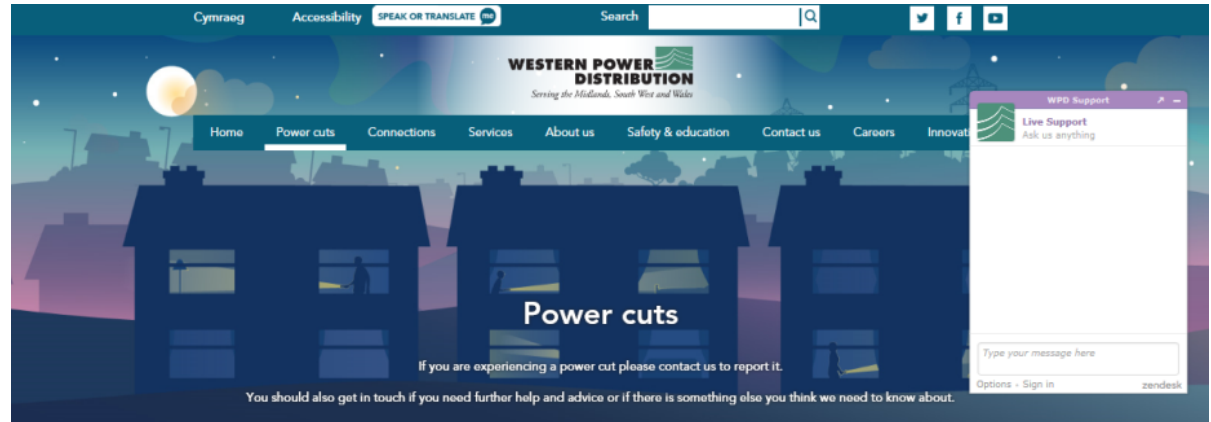 Cymraeg Accessibility SPEAK OR TRANSLATE me Search
WESTERN POWER
DISTRIBUTION
Serving the Midlands, South West and Wales
Home Power cuts Connections Services About us Safety & education Contact us Careers Innovati
WPD Support
Live Support
Ask us anything
Power cuts
If you are experiencing a power cut please contact us to report it.
You should also get in touch if you need further help and advice or if there is something else you think we need to know about.
Type your message here
Options - Sign in zendesk